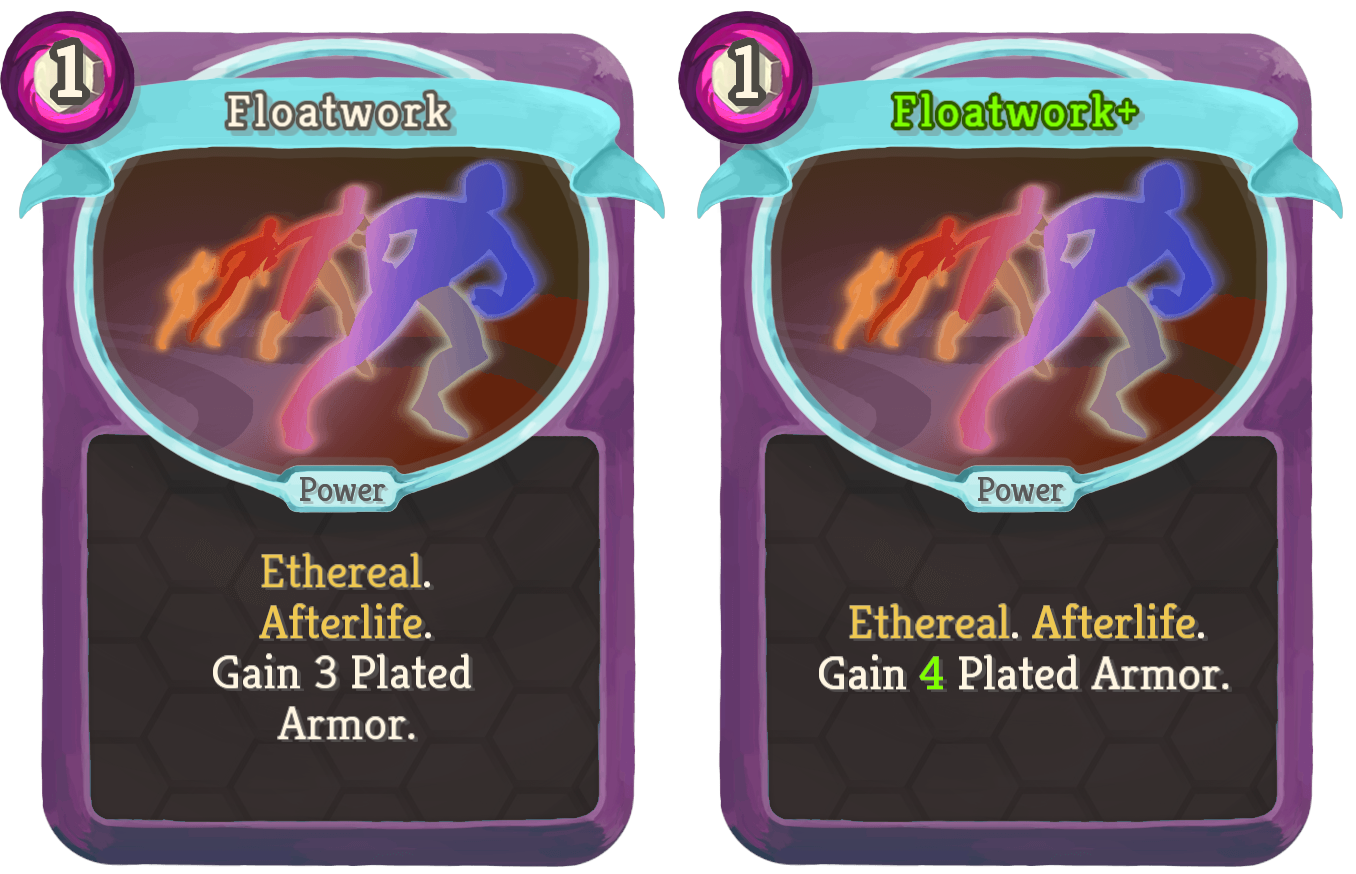 1
Floatwork
Power
Ethereal.
Afterlife.
Gain 3 Plated
Armor.
1
Floatwork+
Power
Ethereal. Afterlife.
Gain 4 Plated Armor.